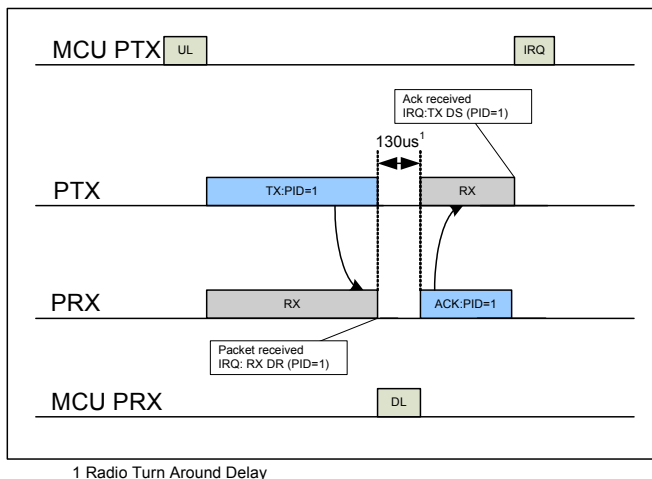 MCU PTX
UL
IRQ
Ack received
IRQ:TX DS (PID=1)
130us1
PTX
TX:PID=1
RX
PRX
RX
ACK:PID=1
Packet received
IRQ: RX DR (PID=1)
MCU PRX
DL
1 Radio Turn Around Delay